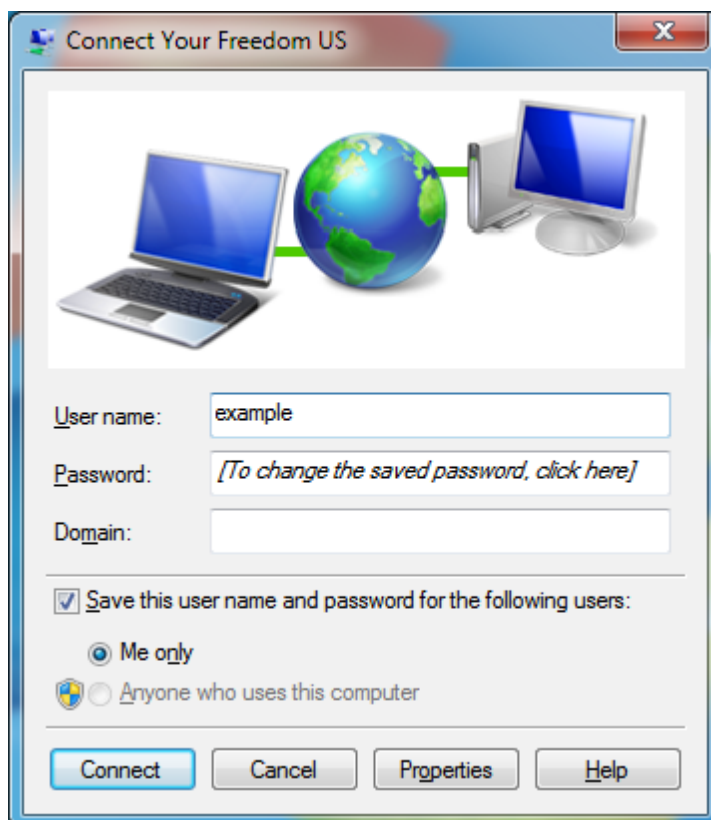 Connect Your Freedom US
User name:
example
Password:
[To change the saved password, click here]
Domain:
Save this user name and password for the following users:
Me only
Anyone who uses this computer
Connect
Cancel
Properties
Help